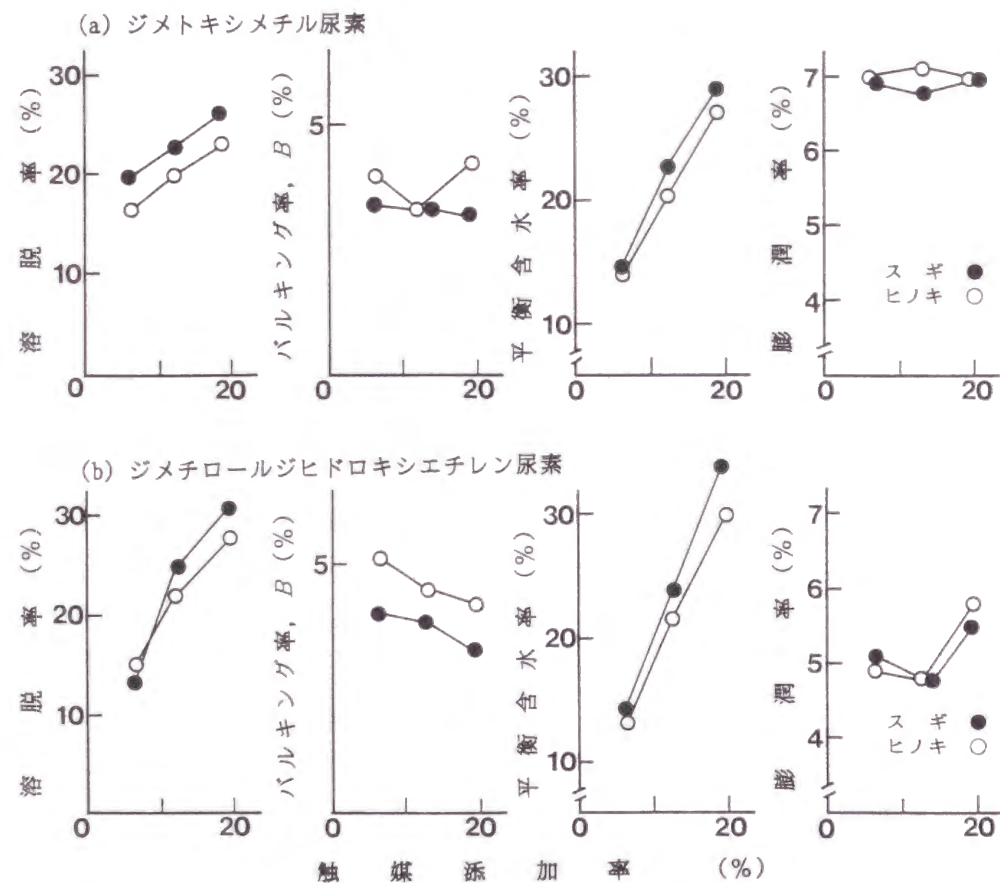 (a) ジメトキシメチル尿素
溶脱率 (%)
30
20
10
0
20
バルキング率, B (%)
5
0
20
平衡含水率 (%)
30
20
10
0
20
膨潤率 (%)
7
6
5
4
0
20
スギ ●
ヒノキ ○
(b) ジメチロールジヒドロキシエチレン尿素
溶脱率 (%)
30
20
10
0
20
バルキング率, B (%)
5
0
20
平衡含水率 (%)
30
20
10
0
20
膨潤率 (%)
7
6
5
4
0
20
スギ ●
ヒノキ ○
触媒添加率 (%)